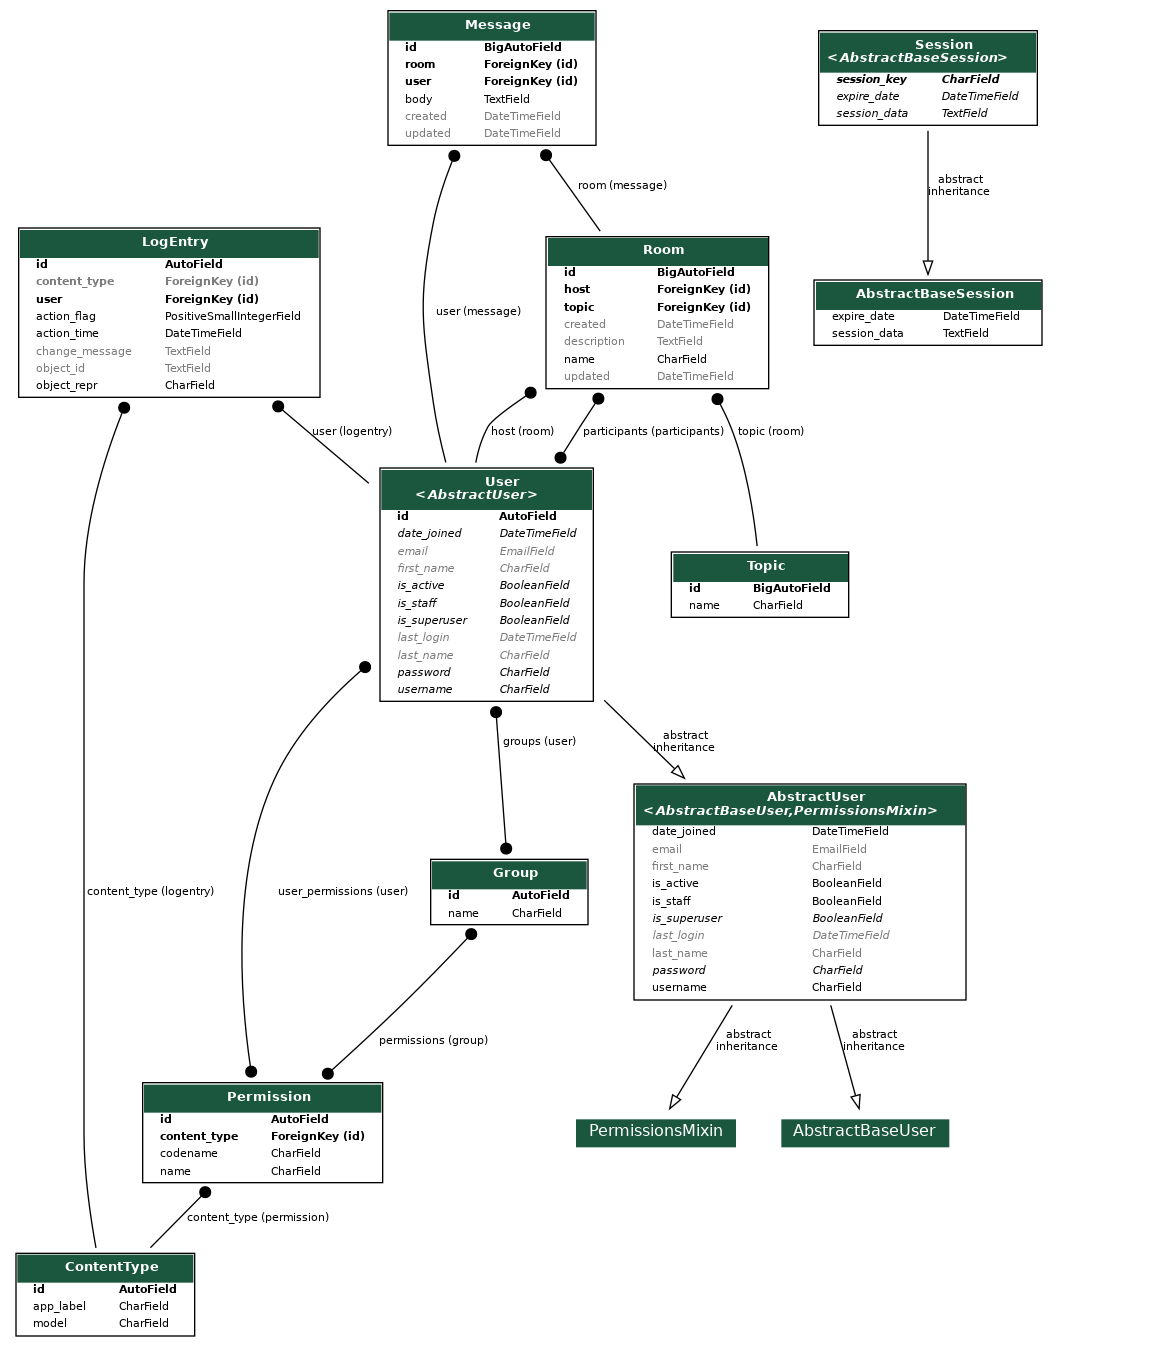 Message
id BigAutoField
room ForeignKey (id)
user ForeignKey (id)
body TextField
created DateTimeField
updated DateTimeField
Session
<AbstractBaseSession>
session_key CharField
expire_date DateTimeField
session_data TextField
room (message)
abstract
inheritance
LogEntry
id AutoField
content_type ForeignKey (id)
user ForeignKey (id)
action_flag PositiveSmallIntegerField
action_time DateTimeField
change_message TextField
object_id TextField
object_repr CharField
user (message)
Room
id BigAutoField
host ForeignKey (id)
topic ForeignKey (id)
created DateTimeField
description TextField
name CharField
updated DateTimeField
AbstractBaseSession
expire_date DateTimeField
session_data TextField
user (logentry)
host (room)
participants (participants)
topic (room)
User
<AbstractUser>
id AutoField
date_joined DateTimeField
email EmailField
first_name CharField
is_active BooleanField
is_staff BooleanField
is_superuser BooleanField
last_login DateTimeField
last_name CharField
password CharField
username CharField
Topic
id BigAutoField
name CharField
groups (user)
abstract
inheritance
AbstractUser
<AbstractBaseUser,PermissionsMixin>
date_joined DateTimeField
email EmailField
first_name CharField
is_active BooleanField
is_staff BooleanField
is_superuser BooleanField
last_login DateTimeField
last_name CharField
password CharField
username CharField
content_type (logentry)
user_permissions (user)
Group
id AutoField
name CharField
permissions (group)
abstract
inheritance
abstract
inheritance
Permission
id AutoField
content_type ForeignKey (id)
codename CharField
name CharField
PermissionsMixin
AbstractBaseUser
content_type (permission)
ContentType
id AutoField
app_label CharField
model CharField